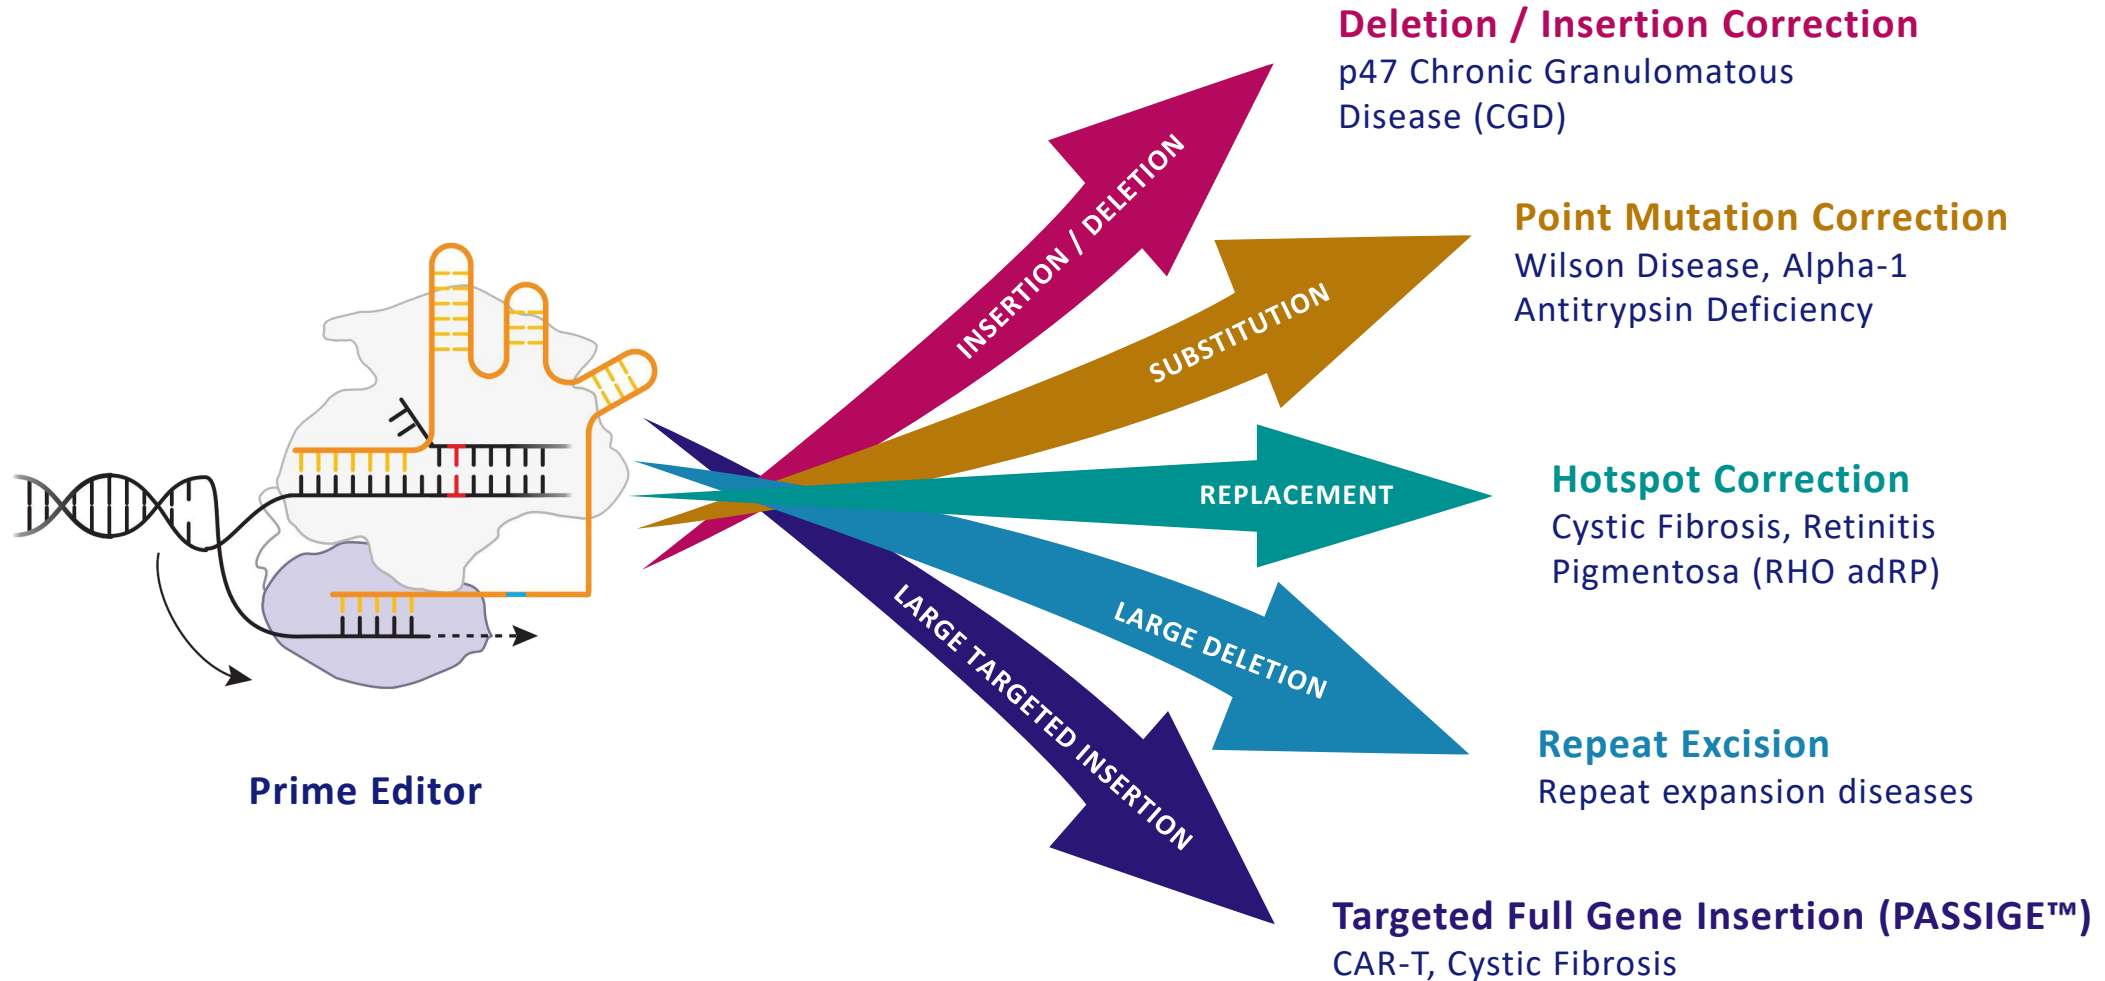 Deletion / Insertion Correction
p47 Chronic Granulomatous
Disease (CGD)
INSERTION / DELETION
Point Mutation Correction
Wilson Disease, Alpha-1
Antitrypsin Deficiency
SUBSTITUTION
Hotspot Correction
Cystic Fibrosis, Retinitis
Pigmentosa (RHO adRP)
REPLACEMENT
LARGE DELETION
Repeat Excision
Repeat expansion diseases
LARGE TARGETED INSERTION
Prime Editor
Targeted Full Gene Insertion (PASSIGE™)
CAR-T, Cystic Fibrosis